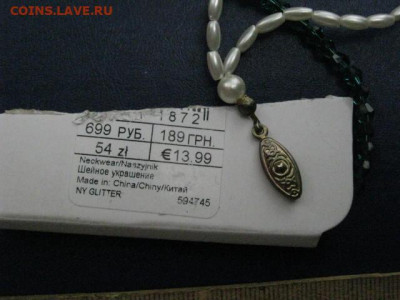 COINS.LAVE.RU
1872
699 РУБ. 189 ГРН.
54 zł €13.99
Neckwear/Naszyjnik
Шейное украшение
Made in: China/Chiny/Китай
NY GLITTER 594745